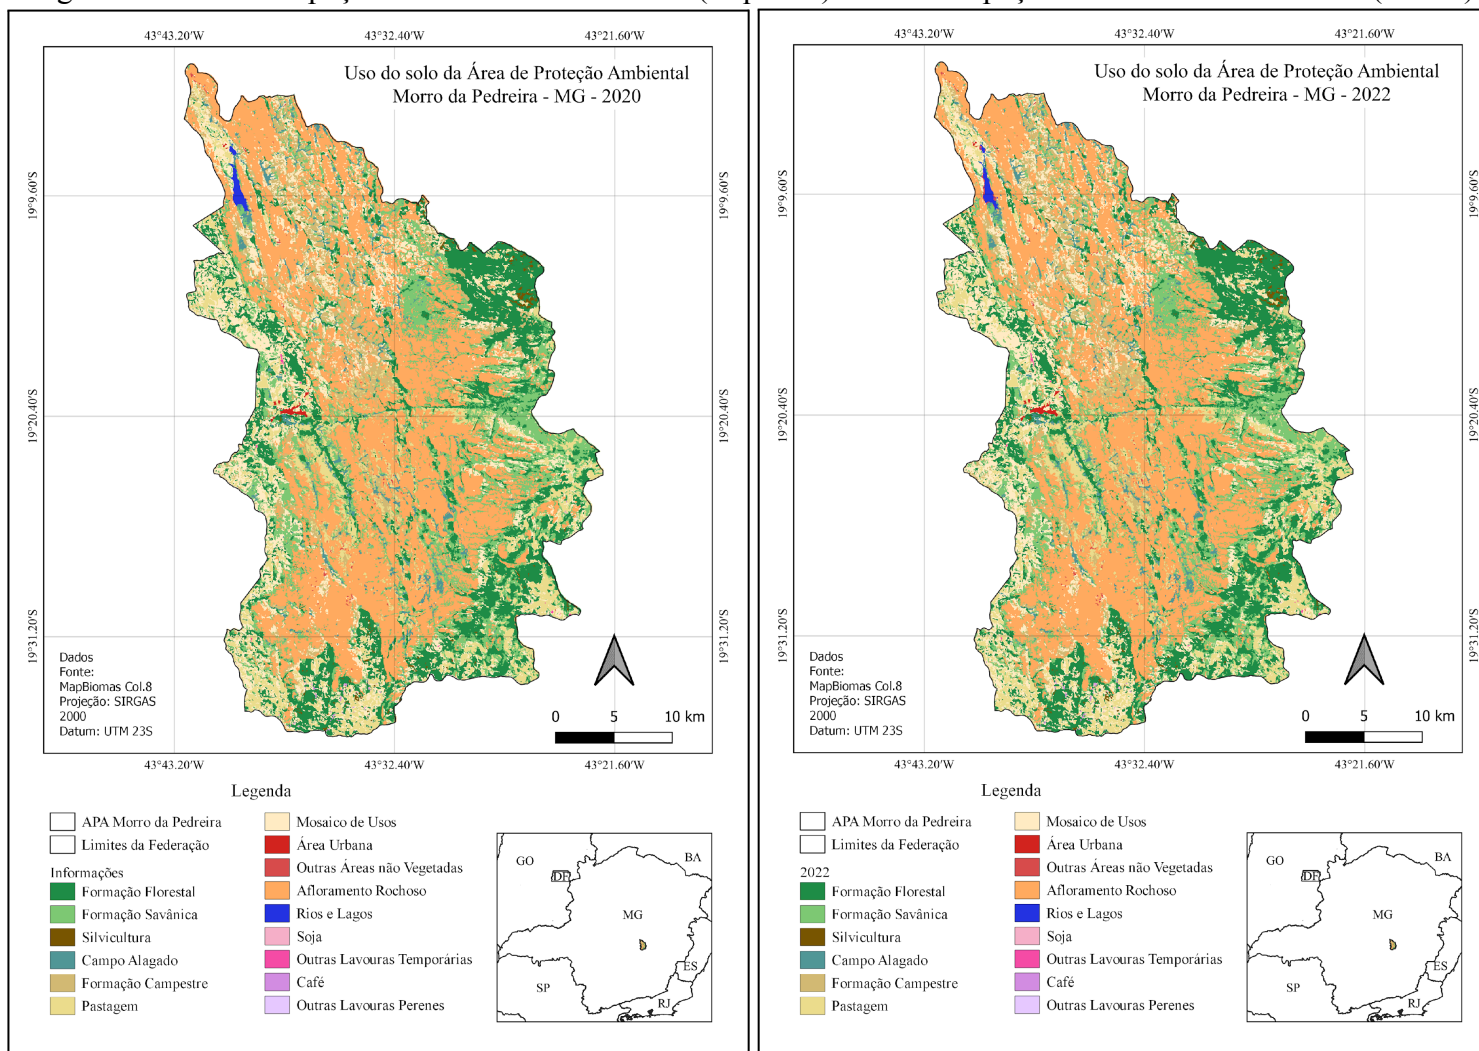 43°43.20'W 43°32.40'W 43°21.60'W
Uso do solo da Área de Proteção Ambiental
Morro da Pedreira - MG - 2020
19°9.60'S
19°9.60'S
19°20.40'S
19°20.40'S
19°31.20'S
19°31.20'S
Dados
Fonte:
MapBiomas Col.8
Projeção: SIRGAS
2000
Datum: UTM 23S
0 5 10 km
43°43.20'W 43°32.40'W 43°21.60'W
Legenda
APA Morro da Pedreira
Limites da Federação
Informações
Formação Florestal
Formação Savânica
Silvicultura
Campo Alagado
Formação Campestre
Pastagem
Mosaico de Usos
Área Urbana
Outras Áreas não Vegetadas
Afloramento Rochoso
Rios e Lagos
Soja
Outras Lavouras Temporárias
Café
Outras Lavouras Perenes
GO
DF
BA
MG
ES
SP
RJ
43°43.20'W 43°32.40'W 43°21.60'W
Uso do solo da Área de Proteção Ambiental
Morro da Pedreira - MG - 2022
19°9.60'S
19°9.60'S
19°20.40'S
19°20.40'S
19°31.20'S
19°31.20'S
Dados
Fonte:
MapBiomas Col.8
Projeção: SIRGAS
2000
Datum: UTM 23S
0 5 10 km
43°43.20'W 43°32.40'W 43°21.60'W
Legenda
APA Morro da Pedreira
Limites da Federação
2022
Formação Florestal
Formação Savânica
Silvicultura
Campo Alagado
Formação Campestre
Pastagem
Mosaico de Usos
Área Urbana
Outras Áreas não Vegetadas
Afloramento Rochoso
Rios e Lagos
Soja
Outras Lavouras Temporárias
Café
Outras Lavouras Perenes
GO
DF
BA
MG
ES
SP
RJ